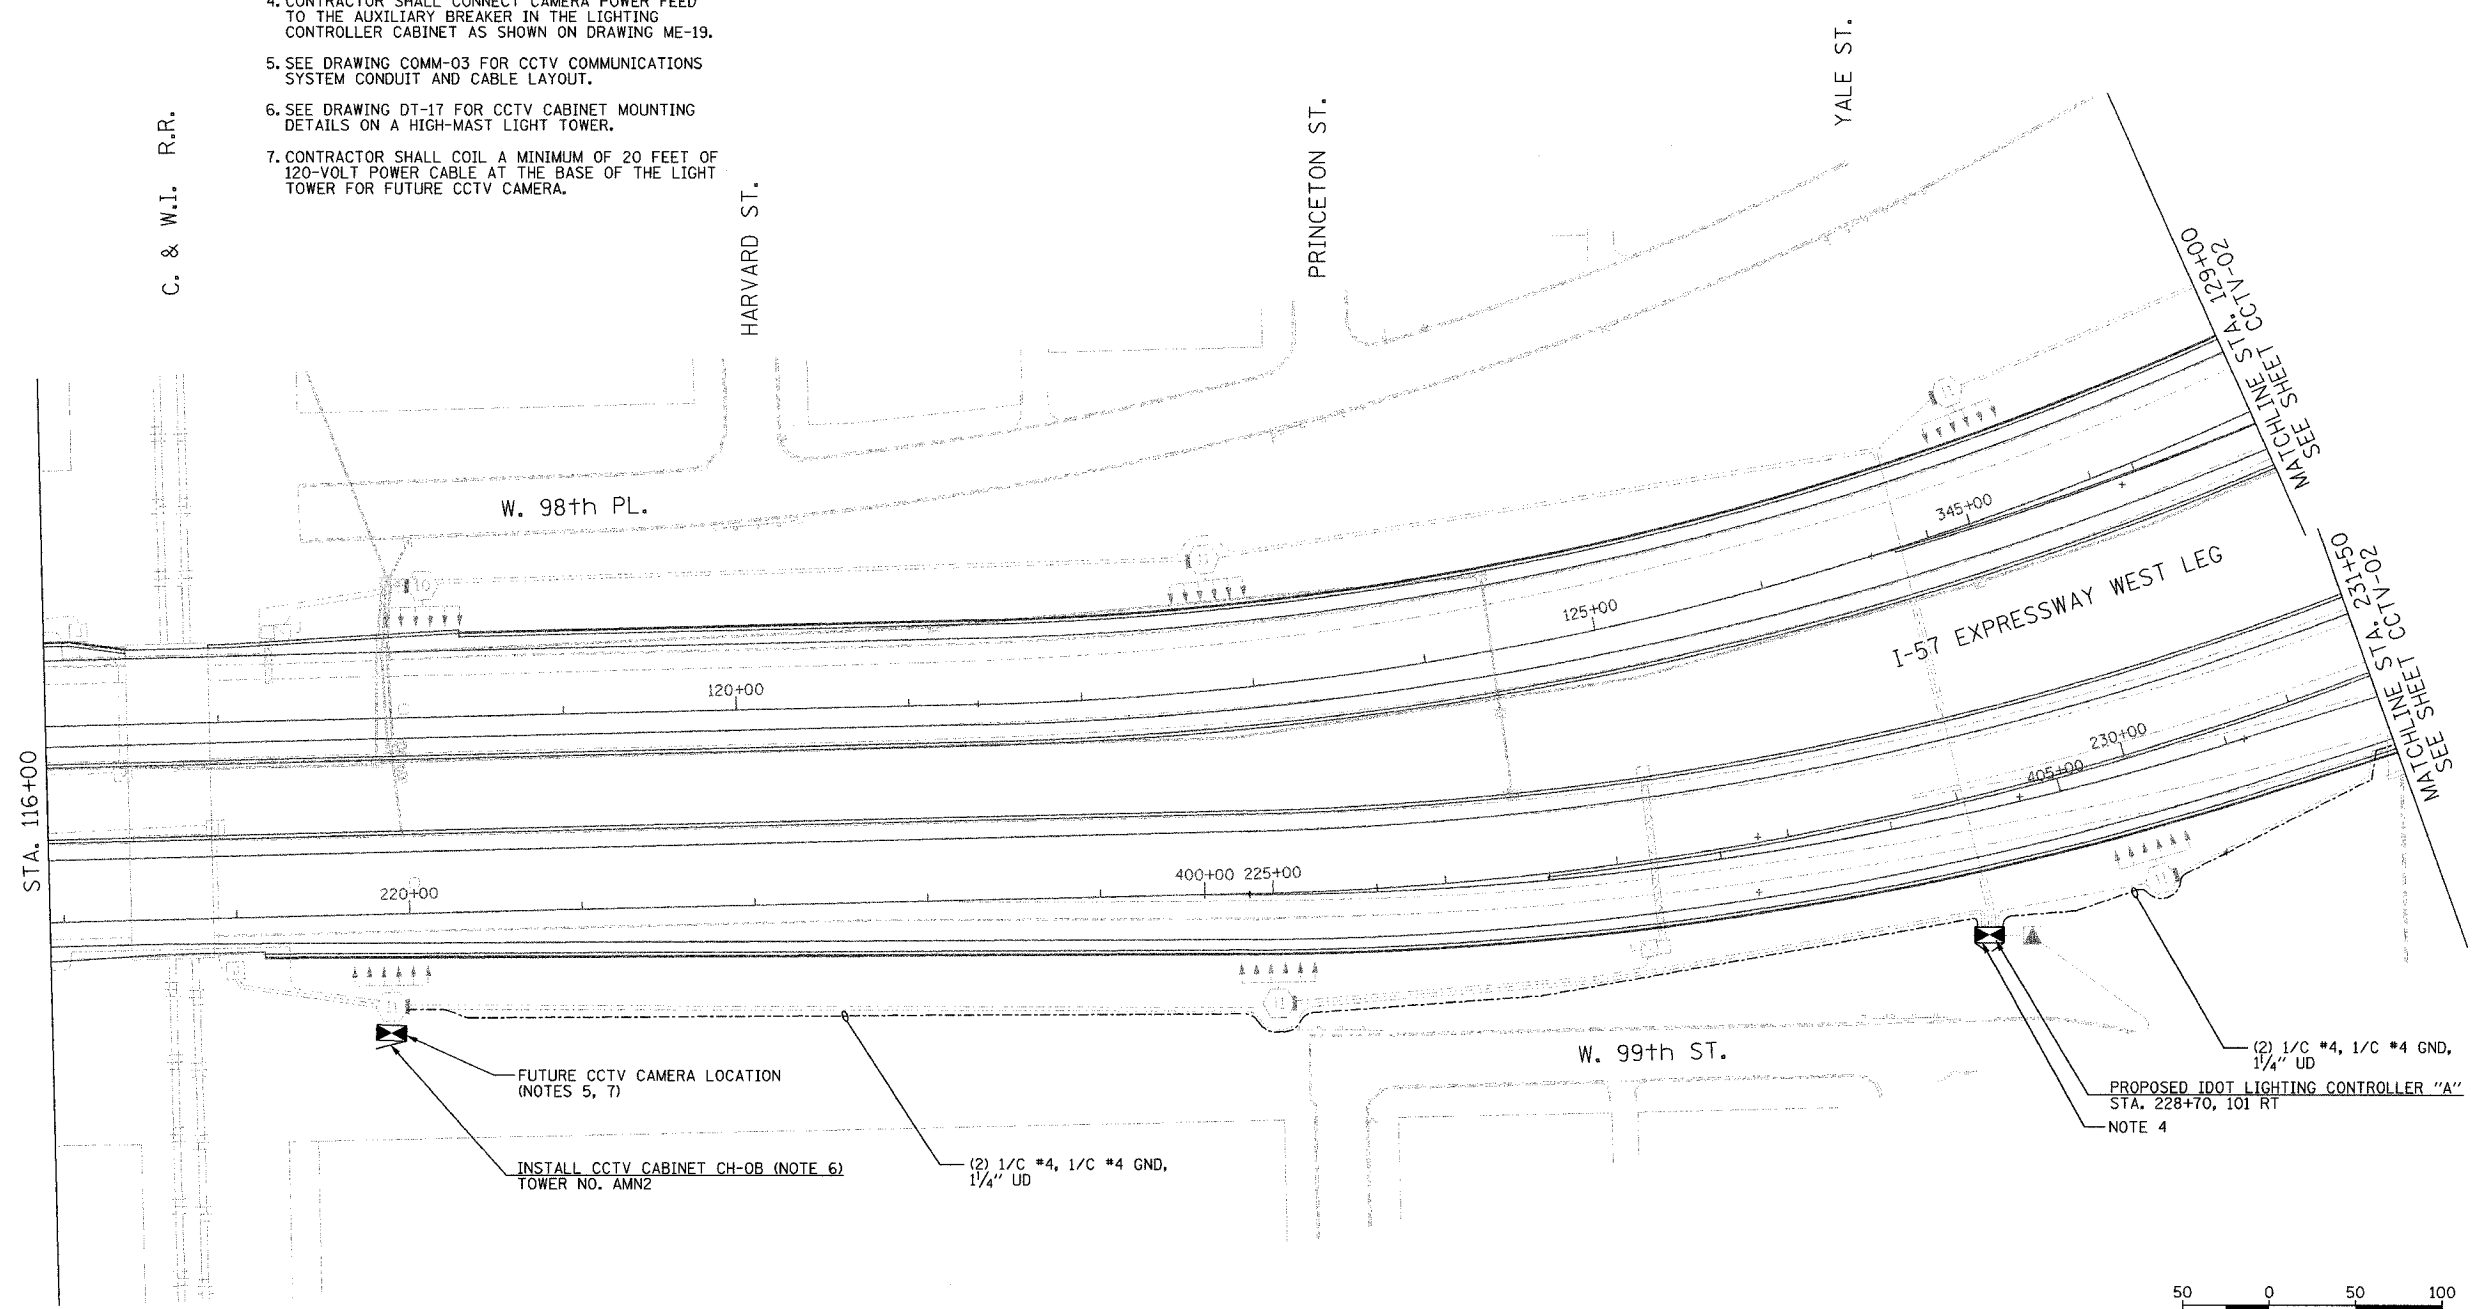 4. CONTRACTOR SHALL CONNECT CAMERA POWER FEED
TO THE AUXILIARY BREAKER IN THE LIGHTING
CONTROLLER CABINET AS SHOWN ON DRAWING ME-19.
5. SEE DRAWING COMM-03 FOR CCTV COMMUNICATIONS
SYSTEM CONDUIT AND CABLE LAYOUT.
6. SEE DRAWING DT-17 FOR CCTV CABINET MOUNTING
DETAILS ON A HIGH-MAST LIGHT TOWER.
7. CONTRACTOR SHALL COIL A MINIMUM OF 20 FEET OF
120-VOLT POWER CABLE AT THE BASE OF THE LIGHT
TOWER FOR FUTURE CCTV CAMERA.
C. & W.I. R.R.
HARVARD ST.
PRINCETON ST.
YALE ST.
W. 98th PL.
MATCHLINE STA. 129+00
SEE SHEET CCTV-02
345+00
I-57 EXPRESSWAY WEST LEG
125+00
120+00
10
MATCHLINE STA. 231+50
SEE SHEET CCTV-02
230+00
405+00
STA. 116+00
220+00
400+00 225+00
W. 99th ST.
FUTURE CCTV CAMERA LOCATION
(NOTES 5, 7)
INSTALL CCTV CABINET CH-OB (NOTE 6)
TOWER NO. AMN2
(2) 1/C #4, 1/C #4 GND,
1¼" UD
(2) 1/C #4, 1/C #4 GND,
1¼" UD
PROPOSED IDOT LIGHTING CONTROLLER "A"
STA. 228+70, 101 RT
NOTE 4
50 0 50 100